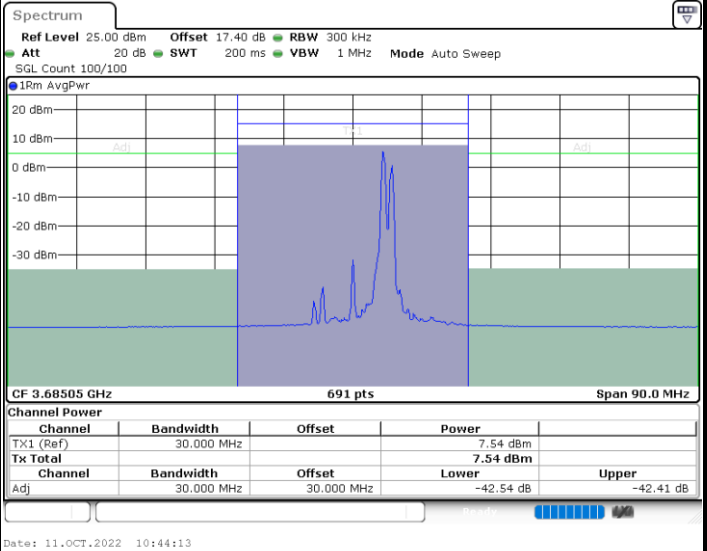 Spectrum
Ref Level 25.00 dBm Offset 17.40 dB RBW 300 kHz
Att 20 dB SWT 200 ms VBW 1 MHz Mode Auto Sweep
SGL Count 100/100
1Rm AvgPwr
20 dBm
TX1
10 dBm
Adj Adj
0 dBm
-10 dBm
-20 dBm
-30 dBm
CF 3.68505 GHz 691 pts Span 90.0 MHz
Channel Power
Channel Bandwidth Offset Power
TX1 (Ref) 30.000 MHz 7.54 dBm
Tx Total 7.54 dBm
Channel Bandwidth Offset Lower Upper
Adj 30.000 MHz 30.000 MHz -42.54 dB -42.41 dB
Ready
Date: 11.OCT.2022 10:44:13